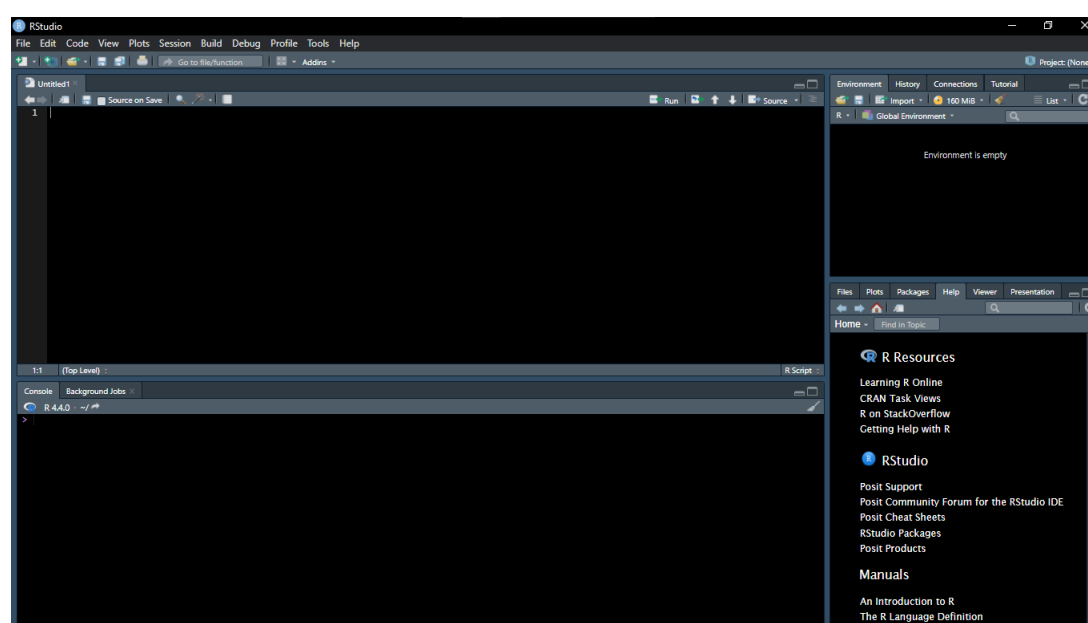 RStudio
File Edit Code View Plots Session Build Debug Profile Tools Help
Go to file/function Addins Project: (None
Untitled1
Source on Save Run Source
1
1:1 (Top Level) R Script
Console Background Jobs
R 4.4.0 · ~/
>
Environment History Connections Tutorial
Import 160 MiB List
R Global Environment
Environment is empty
Files Plots Packages Help Viewer Presentation
Home Find in Topic
R Resources
Learning R Online
CRAN Task Views
R on StackOverflow
Getting Help with R
RStudio
Posit Support
Posit Community Forum for the RStudio IDE
Posit Cheat Sheets
RStudio Packages
Posit Products
Manuals
An Introduction to R
The R Language Definition